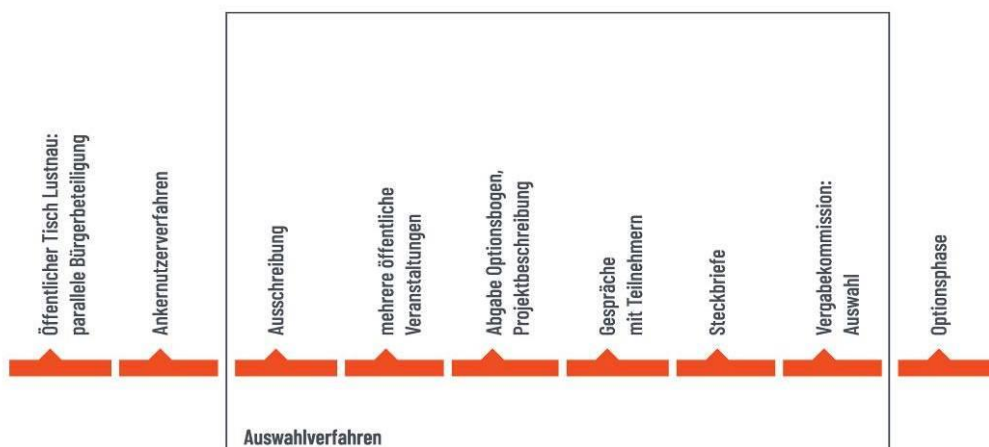 Öffentlicher Tisch Lustnau:
parallele Bürgerbeteiligung
Ankernutzerverfahren
Ausschreibung
mehrere öffentliche
Veranstaltungen
Abgabe Optionsbogen,
Projektbeschreibung
Gespräche
mit Teilnehmern
Steckbriefe
Vergabekommission:
Auswahl
Optionsphase
Auswahlverfahren